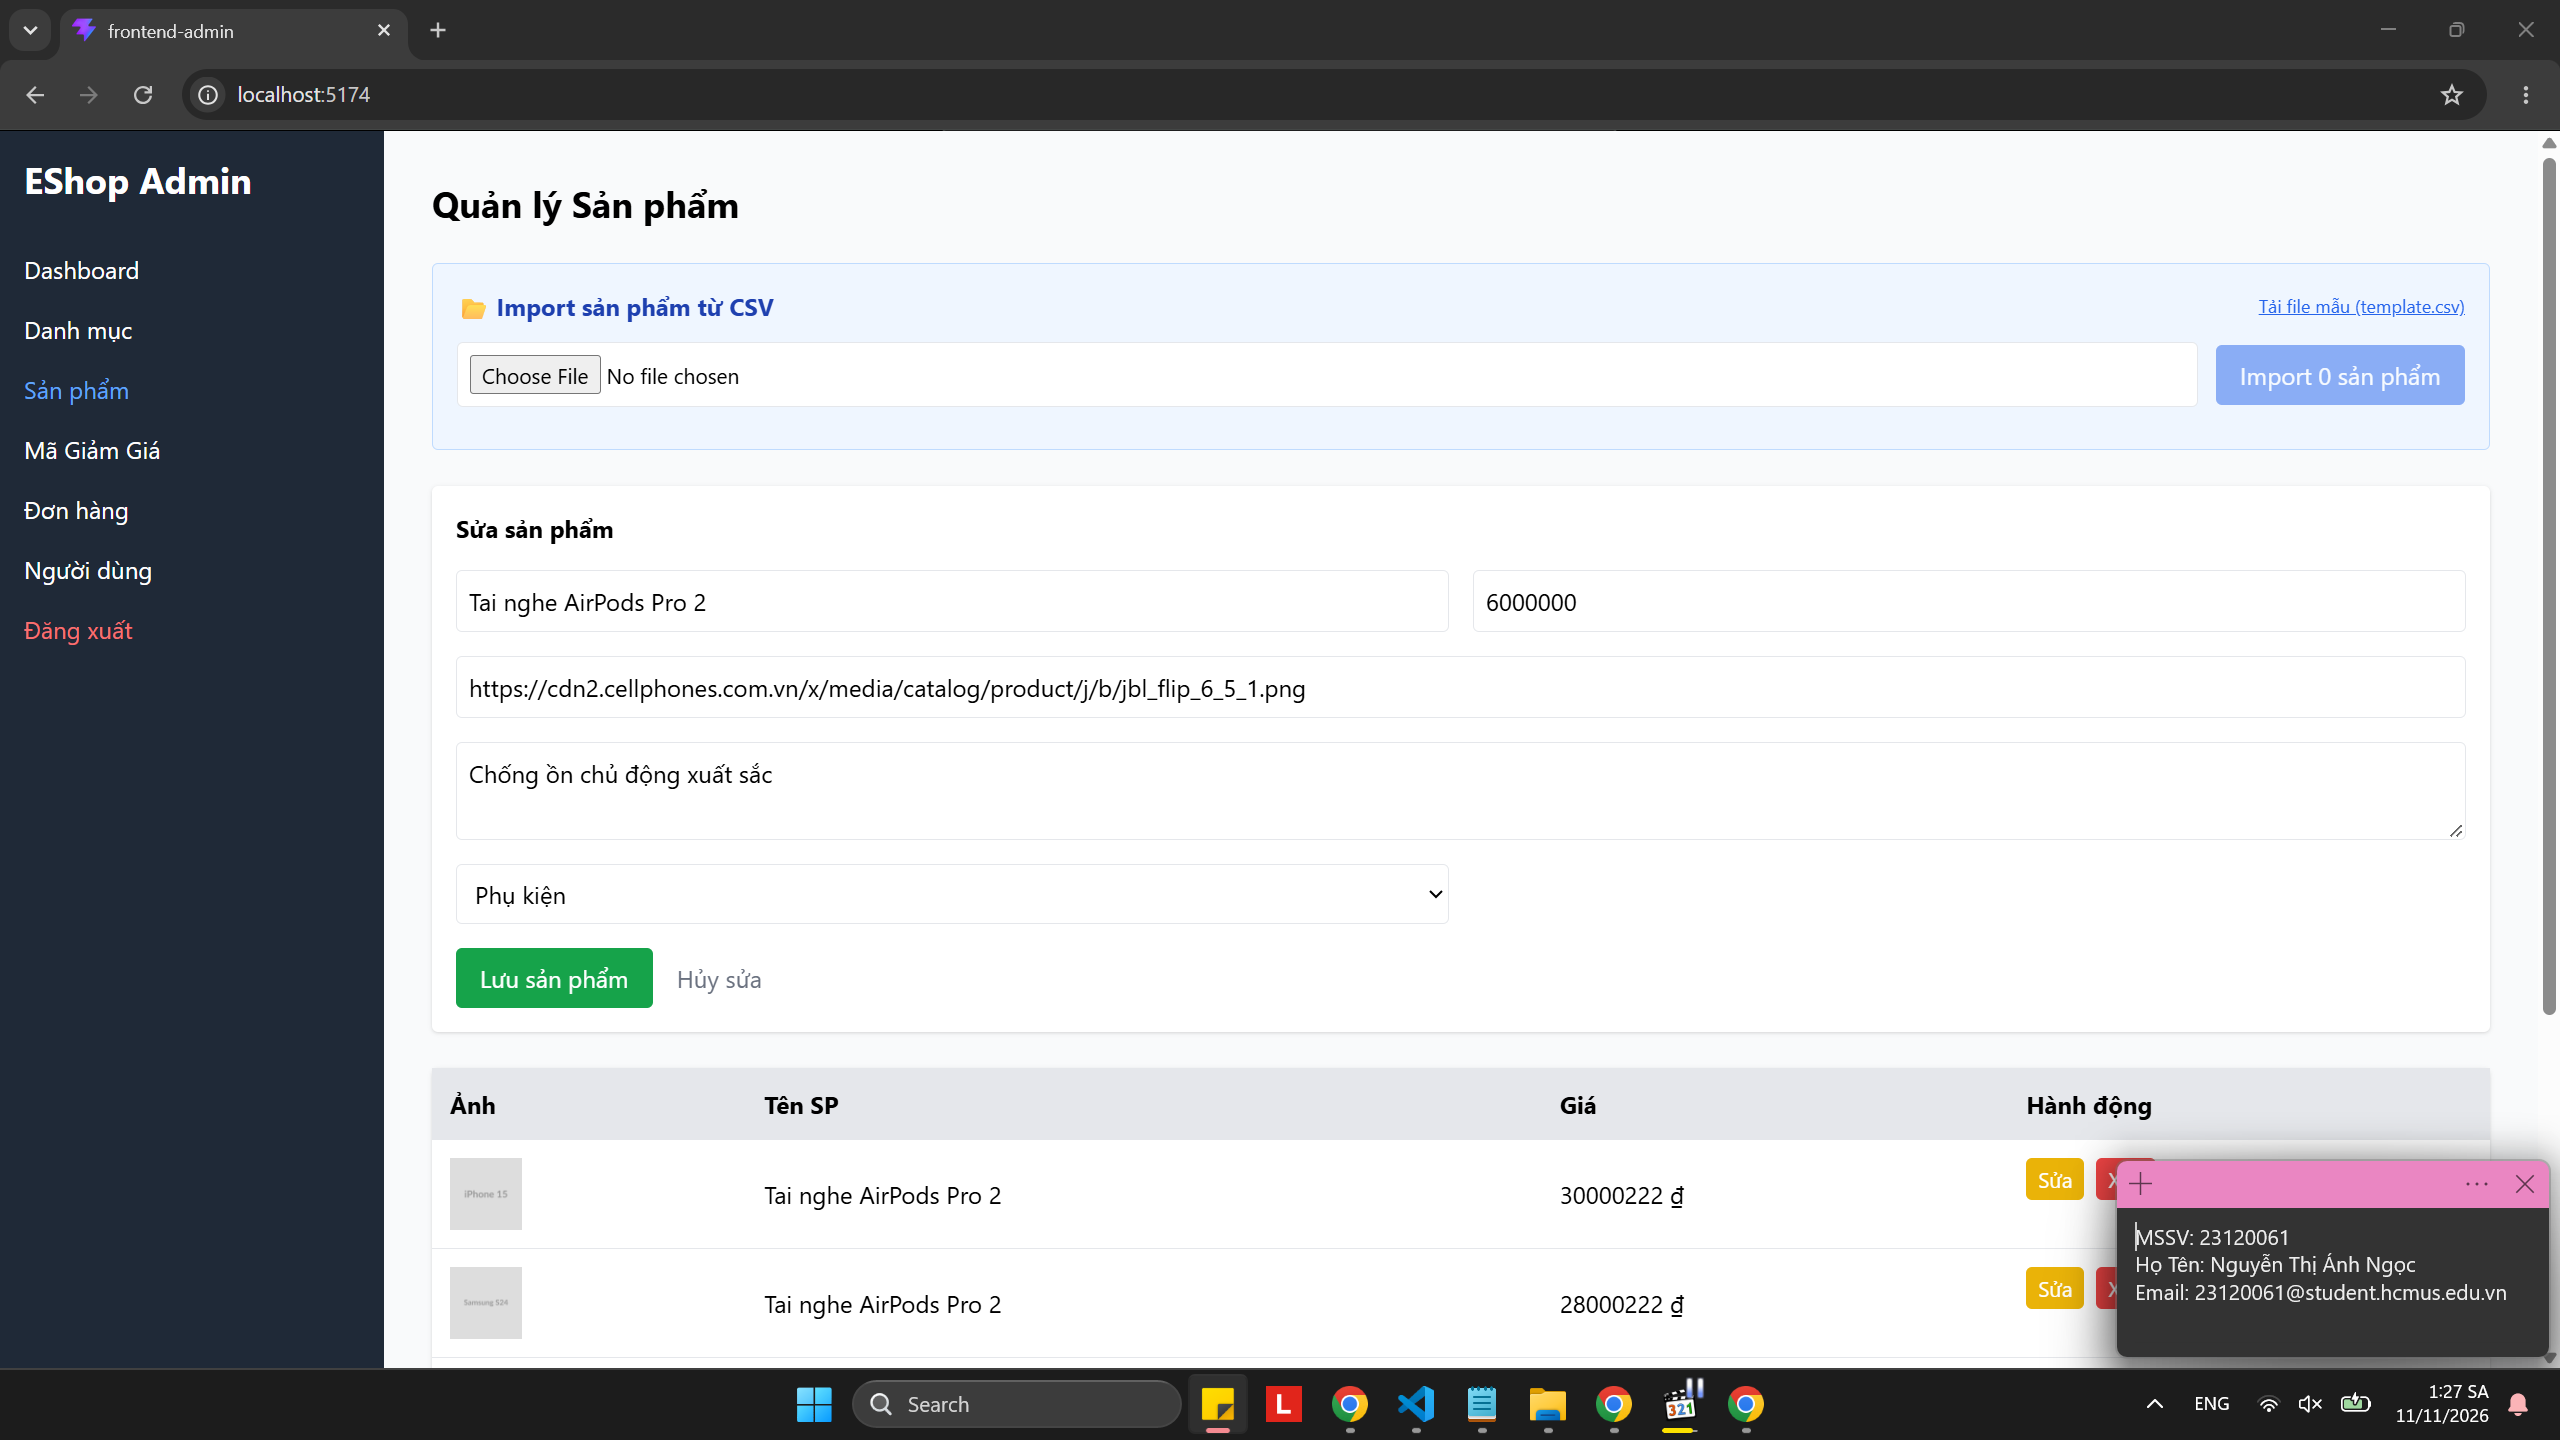 frontend-admin
localhost:5174
EShop Admin
Dashboard
Danh mục
Sản phẩm
Mã Giảm Giá
Đơn hàng
Người dùng
Đăng xuất
Quản lý Sản phẩm
Import sản phẩm từ CSV
Tải file mẫu (template.csv)
Choose File No file chosen
Import 0 sản phẩm
Sửa sản phẩm
Tai nghe AirPods Pro 2
6000000
https://cdn2.cellphones.com.vn/x/media/catalog/product/j/b/jbl_flip_6_5_1.png
Chống ồn chủ động xuất sắc
Phụ kiện
Lưu sản phẩm
Hủy sửa
Ảnh Tên SP Giá Hành động
iPhone 15 Tai nghe AirPods Pro 2 30000222 ₫ Sửa
Samsung S24 Tai nghe AirPods Pro 2 28000222 ₫ Sửa
MSSV: 23120061
Họ Tên: Nguyễn Thị Ánh Ngọc
Email: 23120061@student.hcmus.edu.vn
Search
L
321
ENG
1:27 SA
11/11/2026